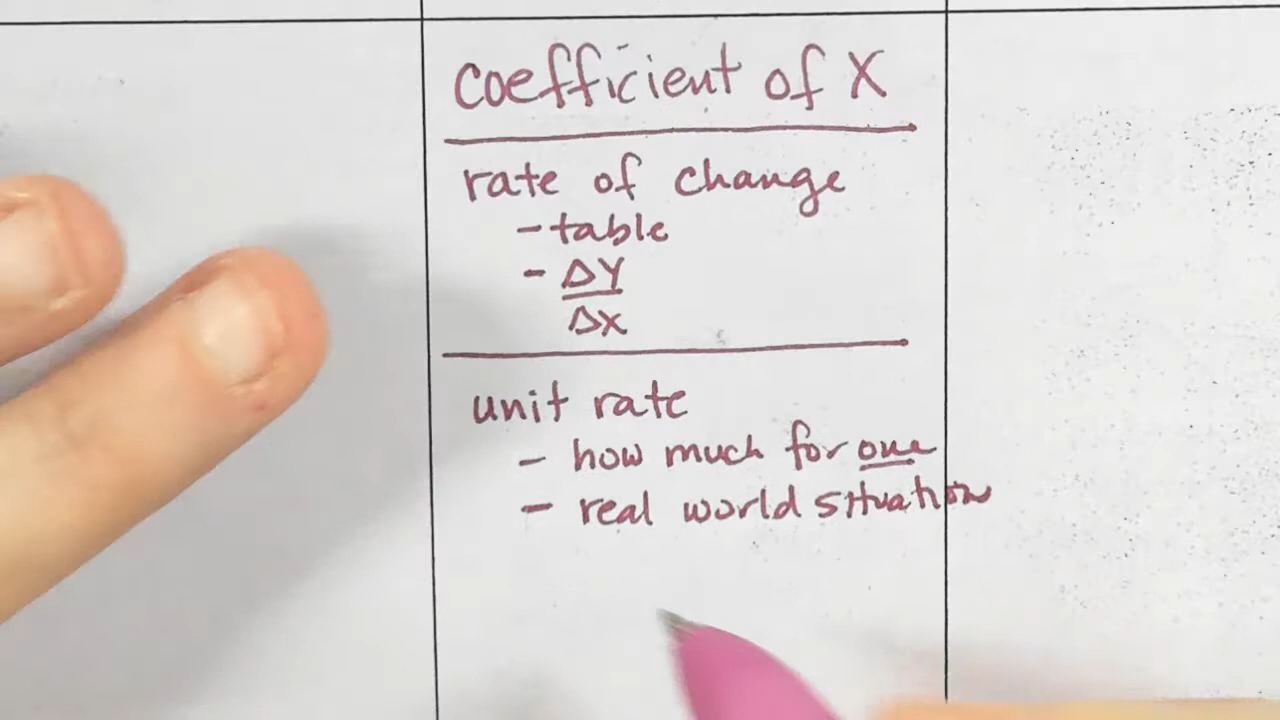 coefficient of X
rate of change
- table
- ΔY
ΔX
unit rate
- how much for one
- real world situation